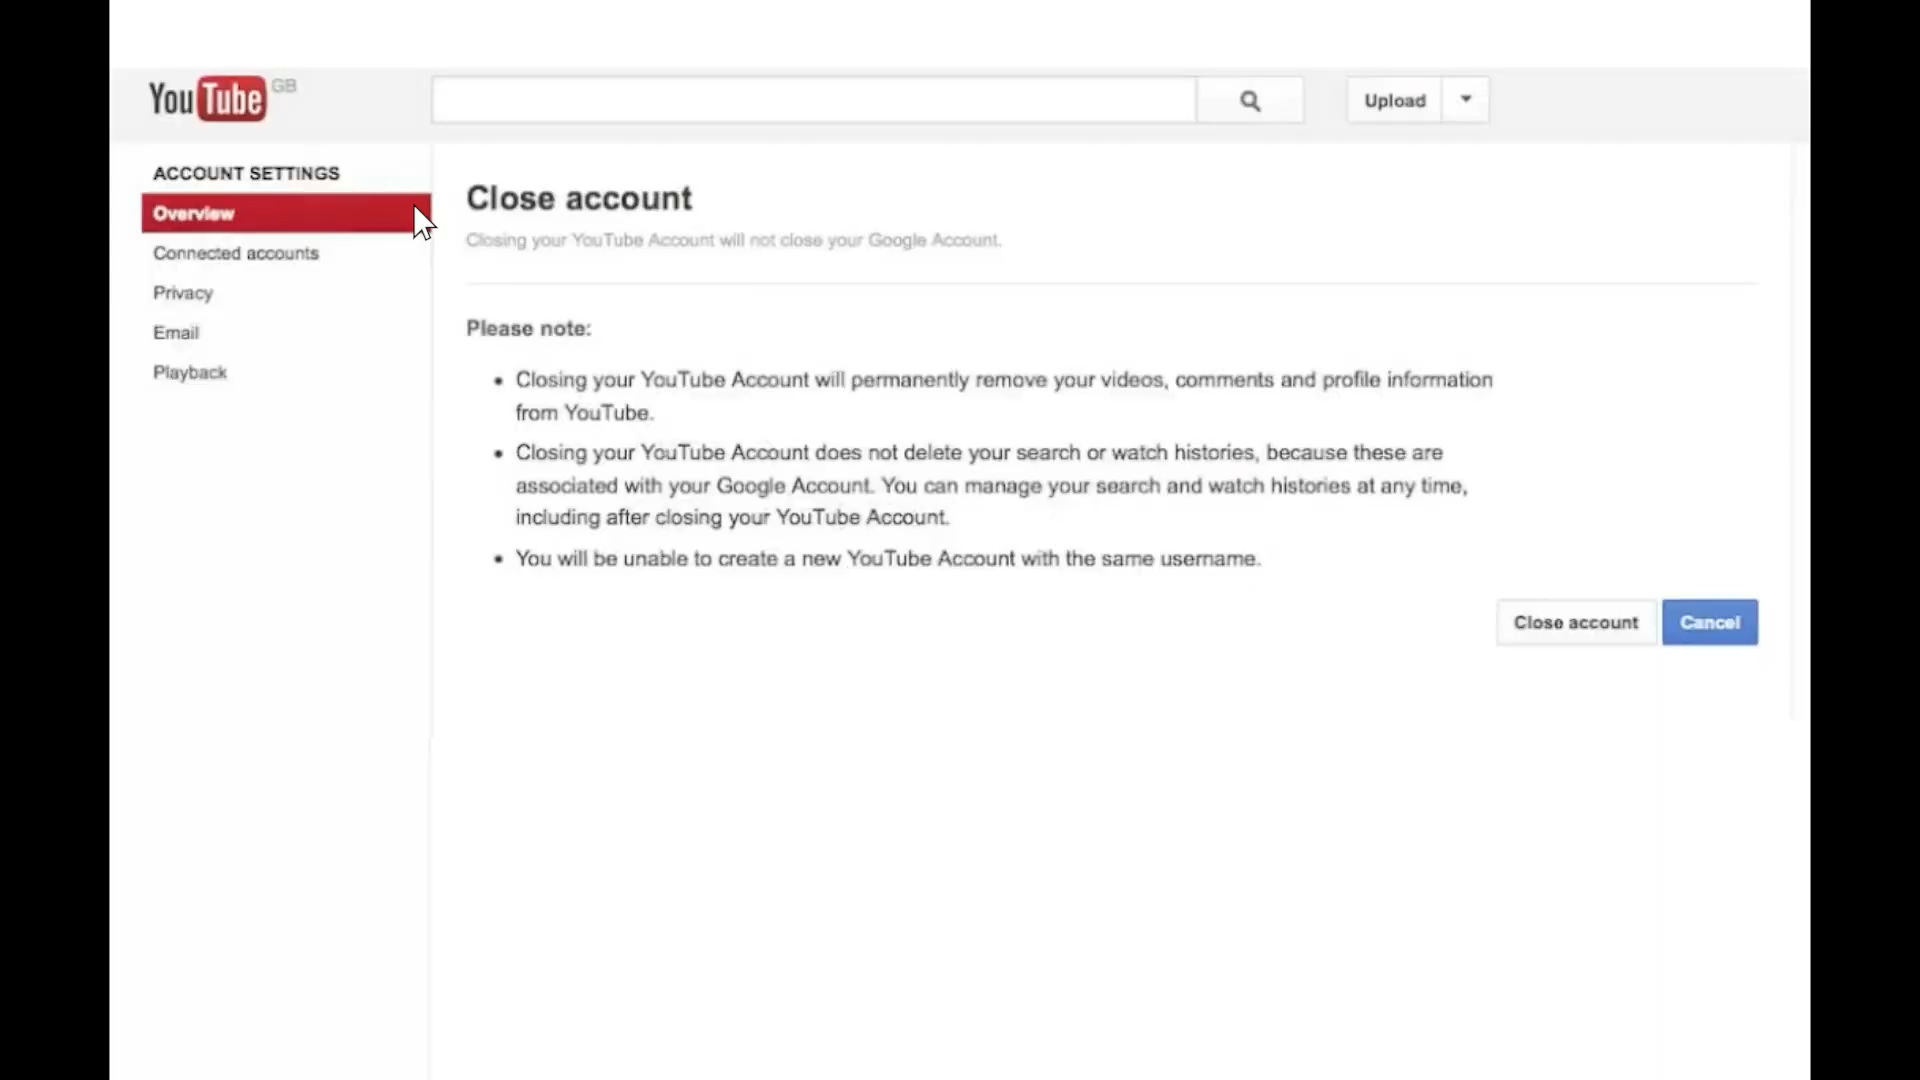 YouTube GB
Upload
ACCOUNT SETTINGS
Overview
Connected accounts
Privacy
Email
Playback
Close account
Closing your YouTube Account will not close your Google Account.
Please note:
Closing your YouTube Account will permanently remove your videos, comments and profile information
from YouTube.
Closing your YouTube Account does not delete your search or watch histories, because these are
associated with your Google Account. You can manage your search and watch histories at any time,
including after closing your YouTube Account.
You will be unable to create a new YouTube Account with the same username.
Close account
Cancel